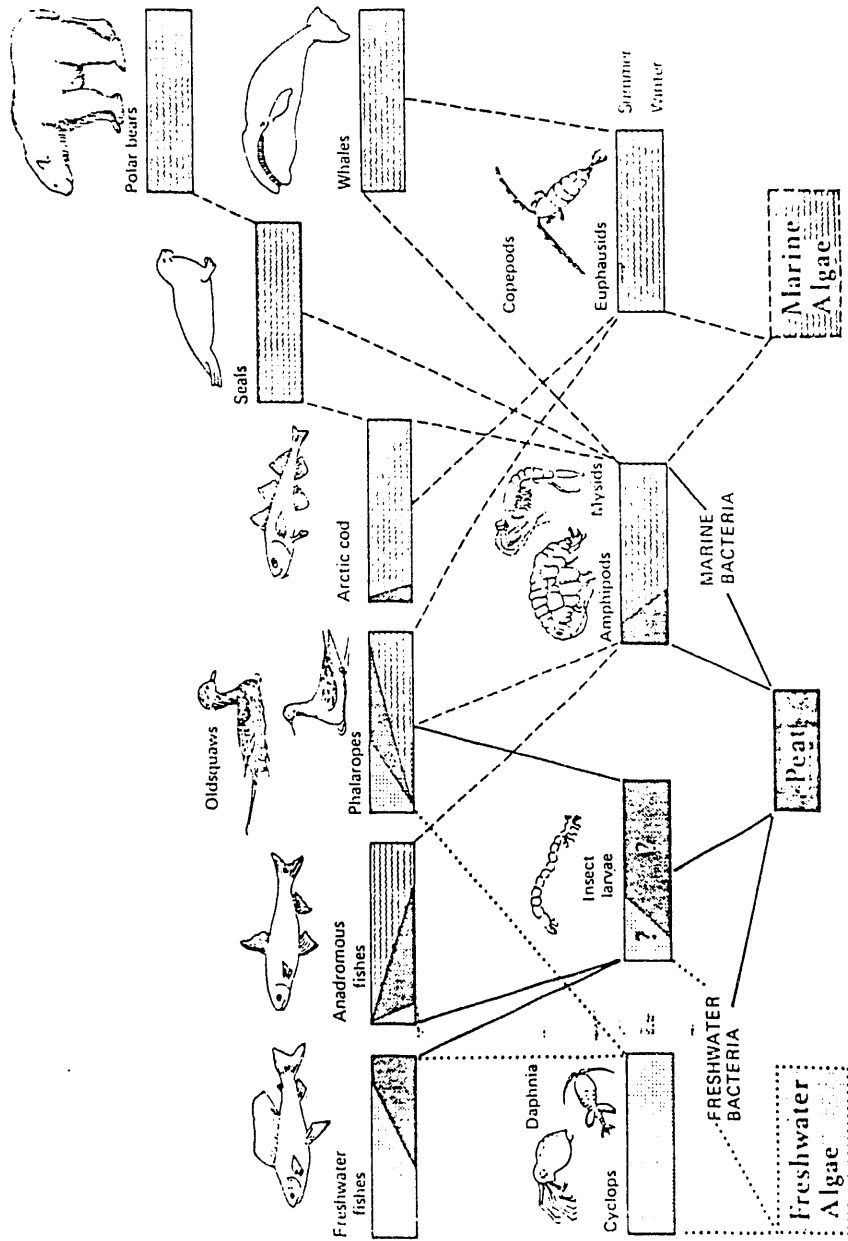 Polar bears
Seals
Whales
Arctic cod
Oldsquaws
Phalaropes
Anadromous
fishes
Freshwater
fishes
Copepods
Euphausids
Summer
Winter
Mysids
Amphipods
Insect
larvae
? ?
Daphnia
Cyclops
MARINE
BACTERIA
FRESHWATER
BACTERIA
Marine
Algae
Peat
Freshwater
Algae